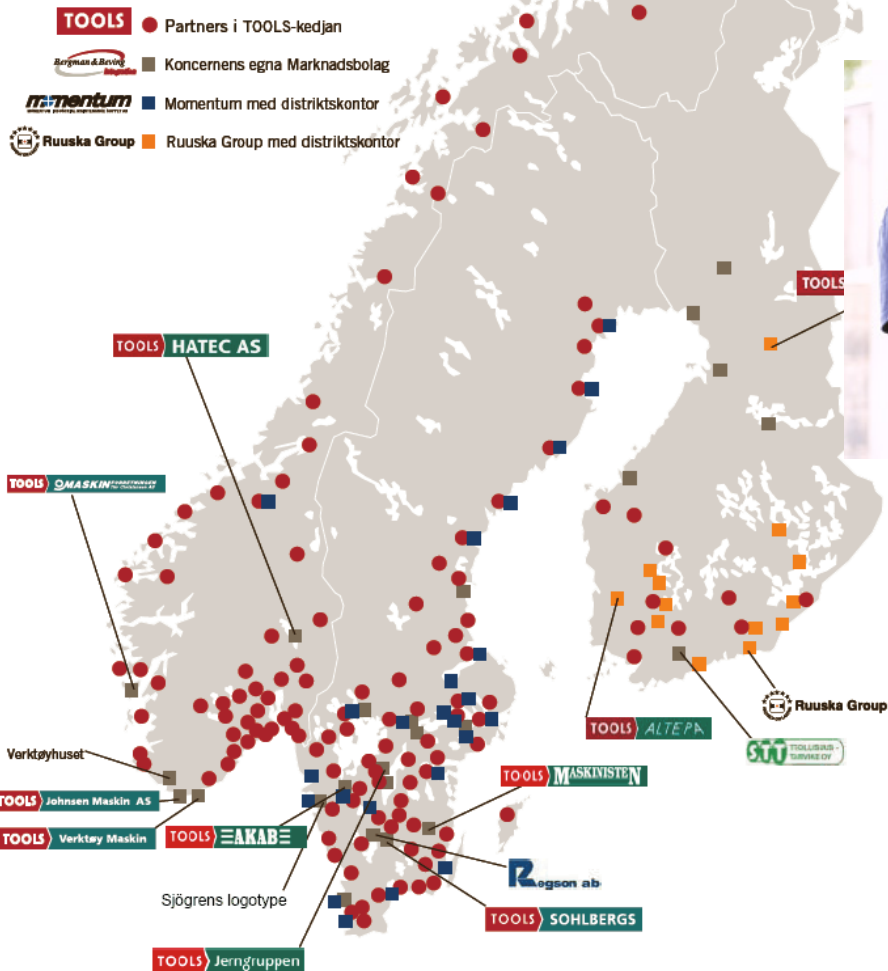 TOOLS
Partners i TOOLS-kedjan
Bergman & Beving
Koncernens egna Marknadsbolag
momentum
Momentum med distriktskontor
Ruuska Group
Ruuska Group med distriktskontor
TOOLS
TOOLS HATEC AS
TOOLS MASKIN
Ruuska Group
TOOLS ALTEPA
STT
Verktøyhuset
TOOLS MASKINISTEN
TOOLS Johnsen Maskin AS
TOOLS Verktøy Maskin
TOOLS AKAB
Regson ab
Sjögrens logotype
TOOLS SOHLBERGS
TOOLS Jerngruppen